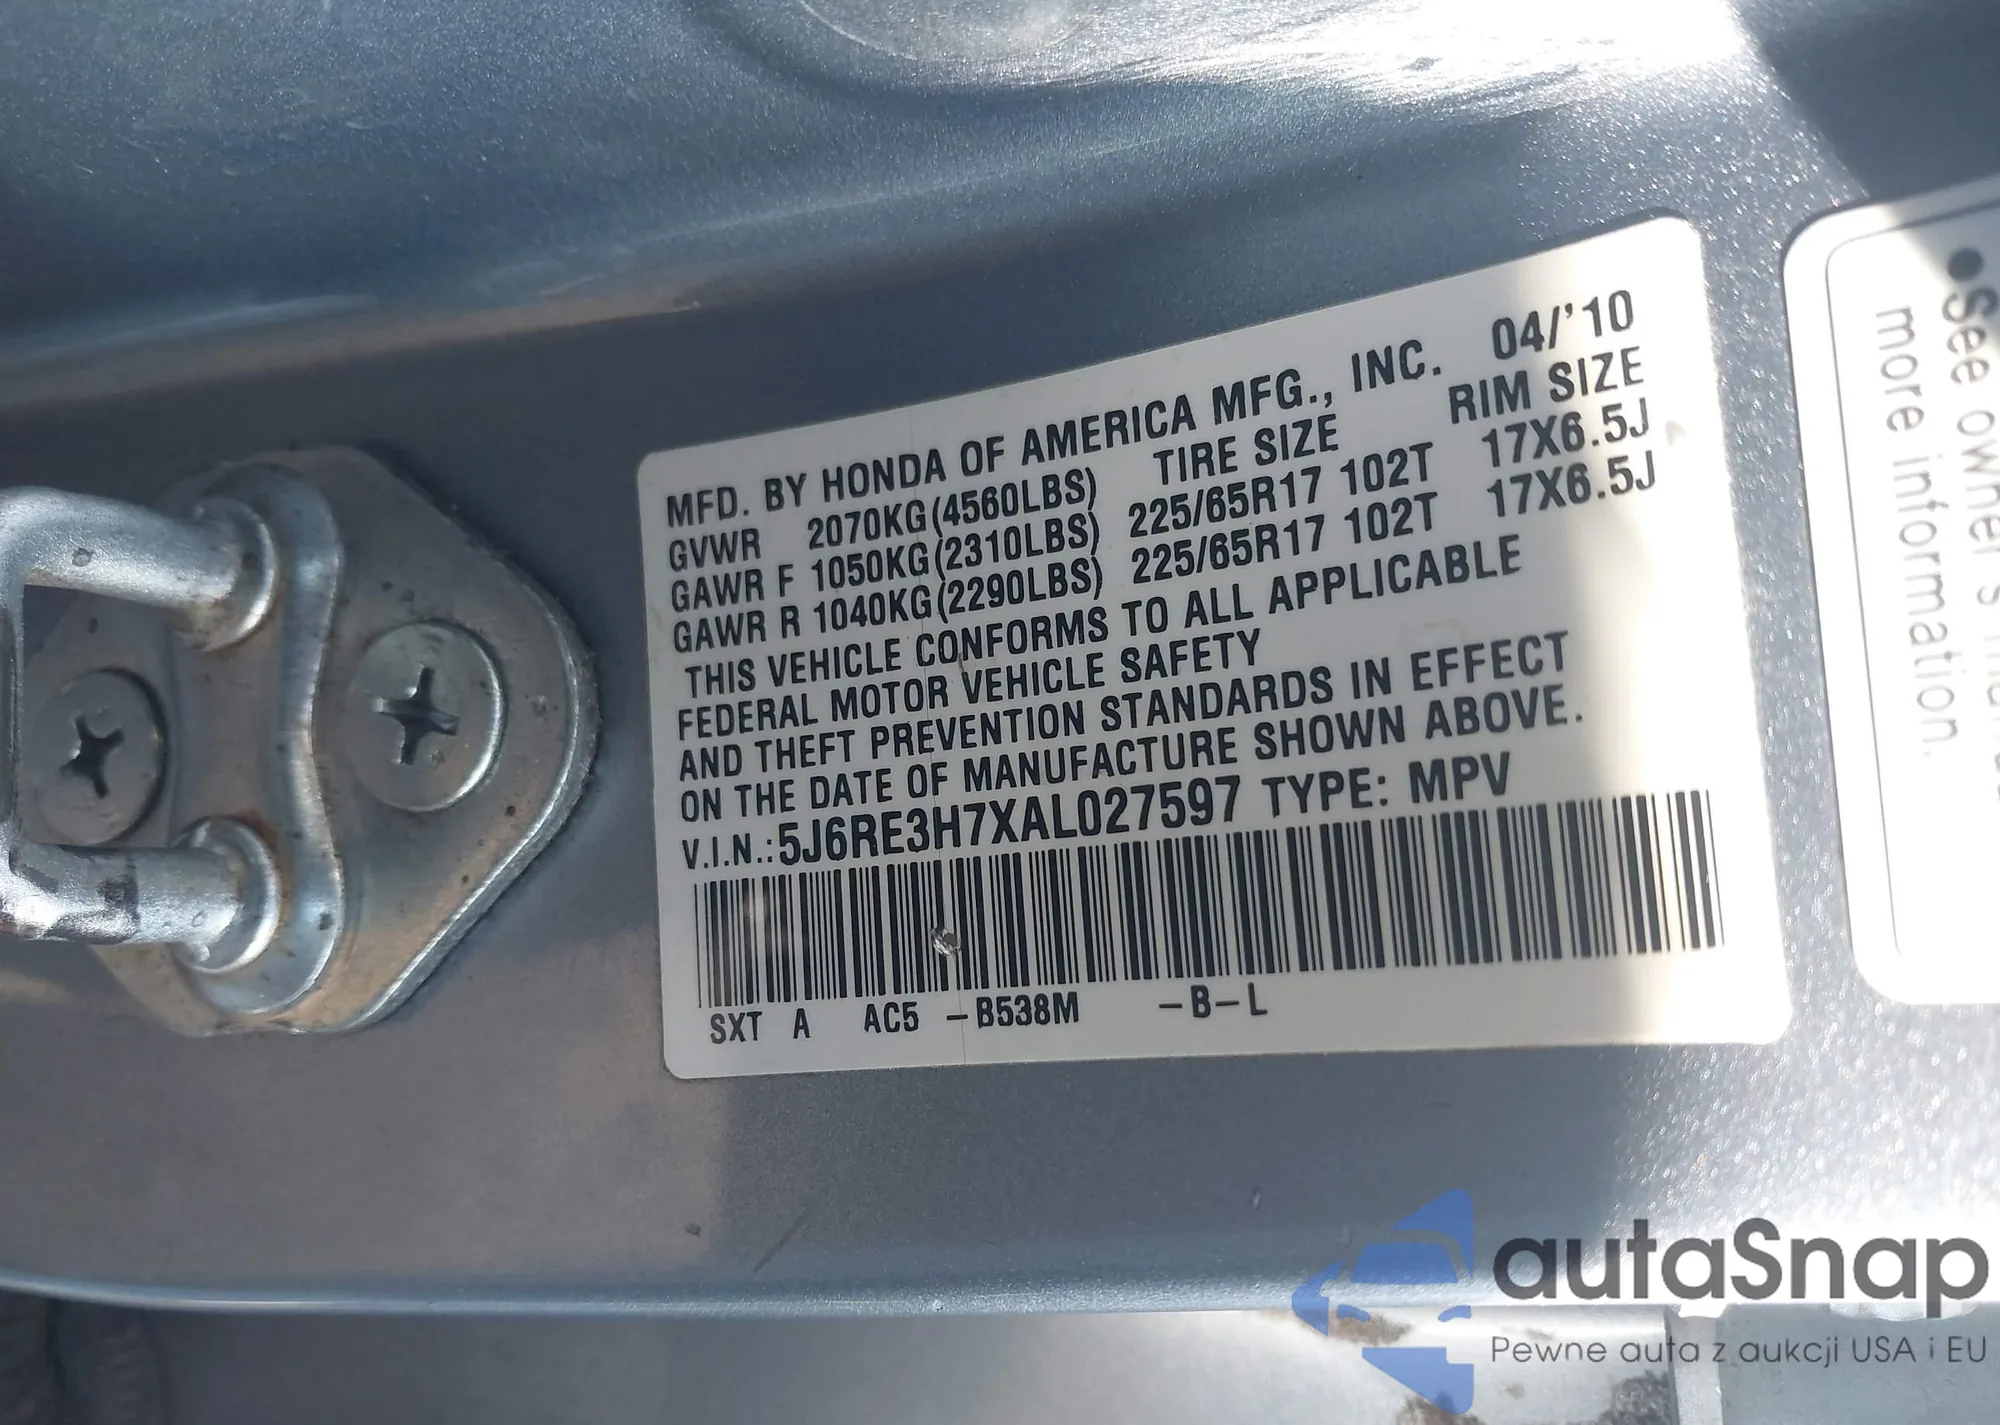 MFD. BY HONDA OF AMERICA MFG., INC. 04/'10
GVWR 2070KG(4560LBS) TIRE SIZE RIM SIZE
GAWR F 1050KG(2310LBS) 225/65R17 102T 17X6.5J
GAWR R 1040KG(2290LBS) 225/65R17 102T 17X6.5J
THIS VEHICLE CONFORMS TO ALL APPLICABLE
FEDERAL MOTOR VEHICLE SAFETY
AND THEFT PREVENTION STANDARDS IN EFFECT
ON THE DATE OF MANUFACTURE SHOWN ABOVE.
V.I.N.: 5J6RE3H7XAL027597 TYPE: MPV
SXT A AC5 -B538M -B-L
•See owner's
more information.
autaSnap
Pewne auta z aukcji USA i EU